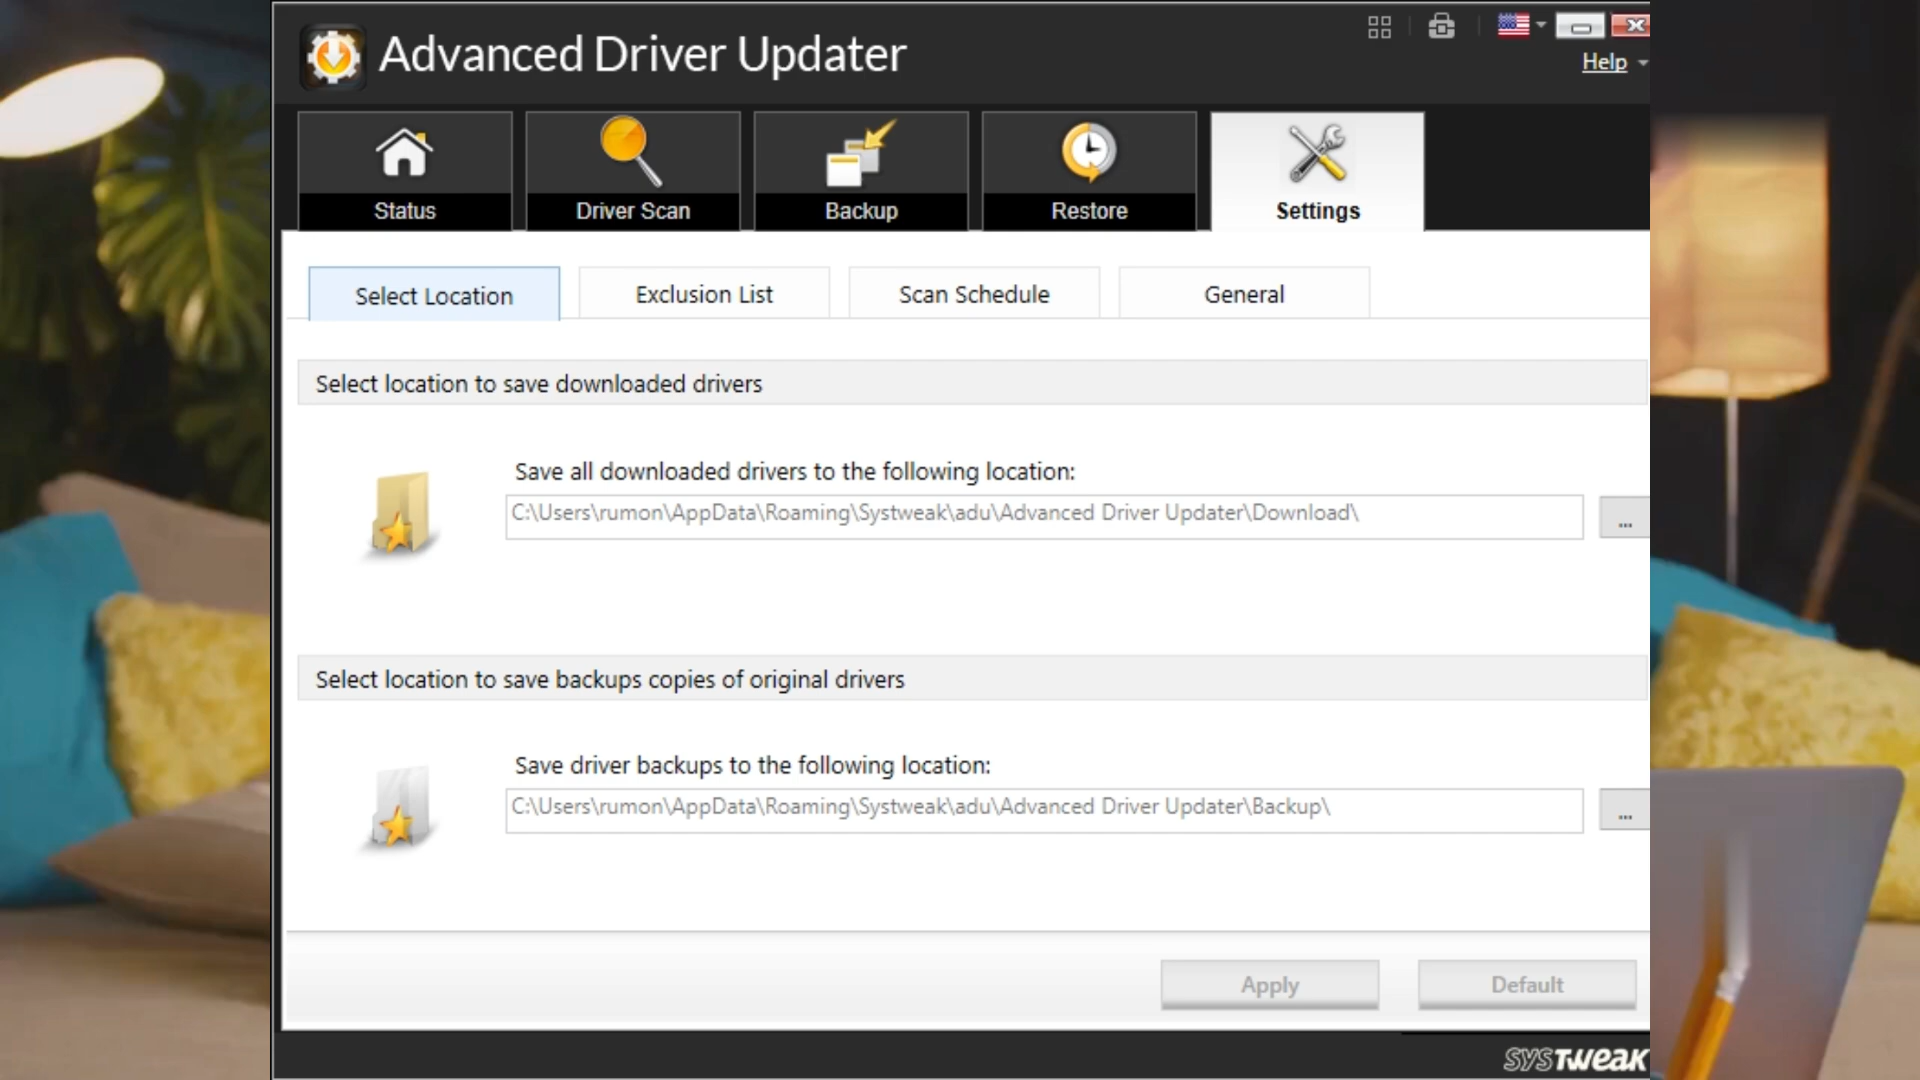 Advanced Driver Updater
Help
Status
Driver Scan
Backup
Restore
Settings
Select Location
Exclusion List
Scan Schedule
General
Select location to save downloaded drivers
Save all downloaded drivers to the following location:
C:\Users\rumon\AppData\Roaming\Systweak\adu\Advanced Driver Updater\Download\
...
Select location to save backups copies of original drivers
Save driver backups to the following location:
C:\Users\rumon\AppData\Roaming\Systweak\adu\Advanced Driver Updater\Backup\
...
Apply
Default
SYSTweak